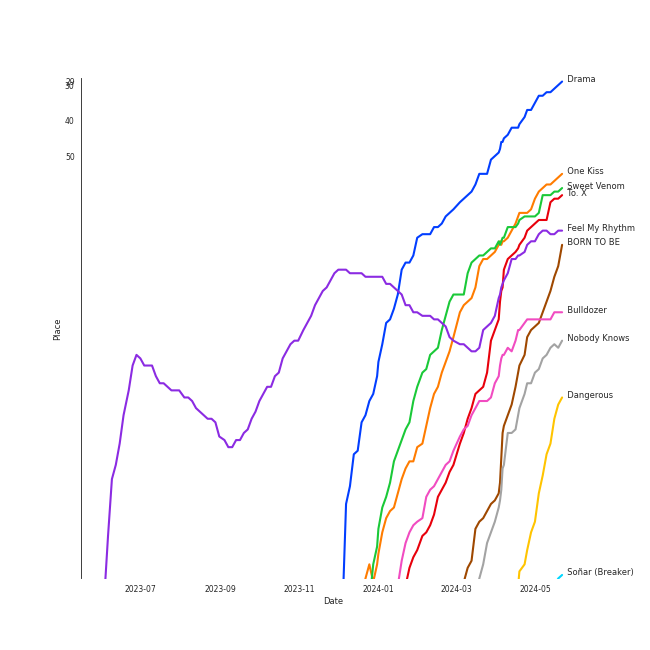 29
30
40
50
Place
Drama
One Kiss
Sweet Venom
To. X
Feel My Rhythm
BORN TO BE
Bulldozer
Nobody Knows
Dangerous
Soñar (Breaker)
2023-07
2023-09
2023-11
2024-01
2024-03
2024-05
Date